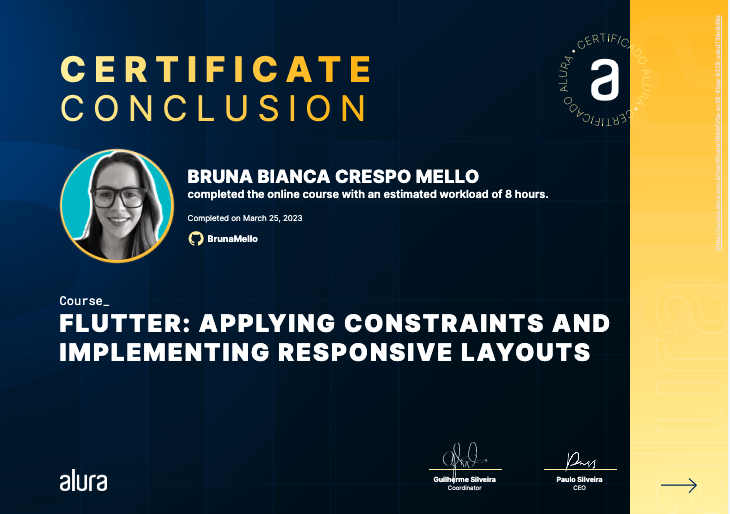 CERTIFICATE
CONCLUSION
• CERTIFICADO ALURA • CERTIFICADO ALURA
a
BRUNA BIANCA CRESPO MELLO
completed the online course with an estimated workload of 8 hours.
Completed on March 25, 2023
BrunaMello
Course_
FLUTTER: APPLYING CONSTRAINTS AND
IMPLEMENTING RESPONSIVE LAYOUTS
alura
Guilherme Silveira
Coordinator
Paulo Silveira
CEO
alura